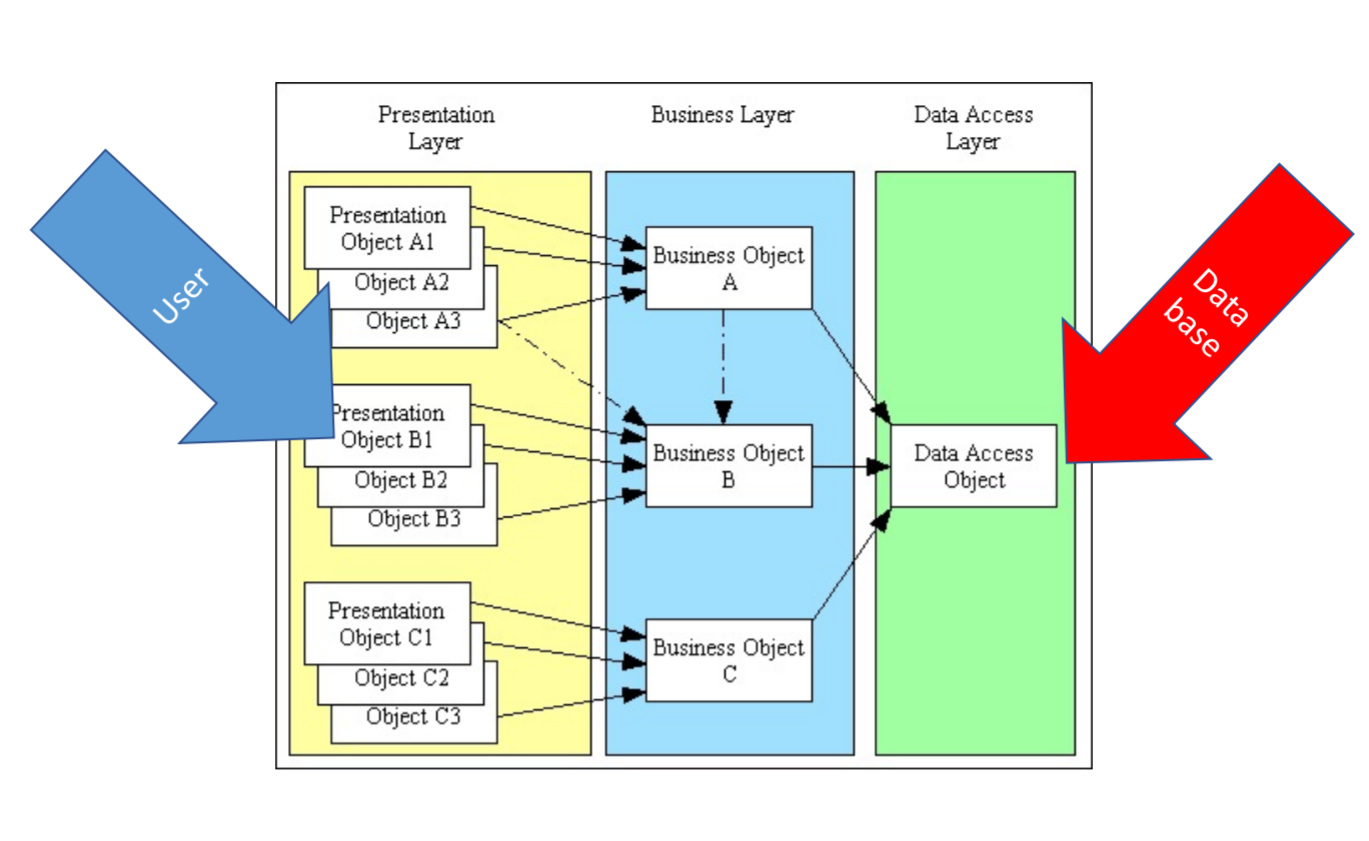 Presentation
Layer
Business Layer
Data Access
Layer
User
Presentation
Object A1
Object A2
Object A3
Presentation
Object B1
Object B2
Object B3
Presentation
Object C1
Object C2
Object C3
Business Object
A
Business Object
B
Business Object
C
Data Access
Object
Data
base